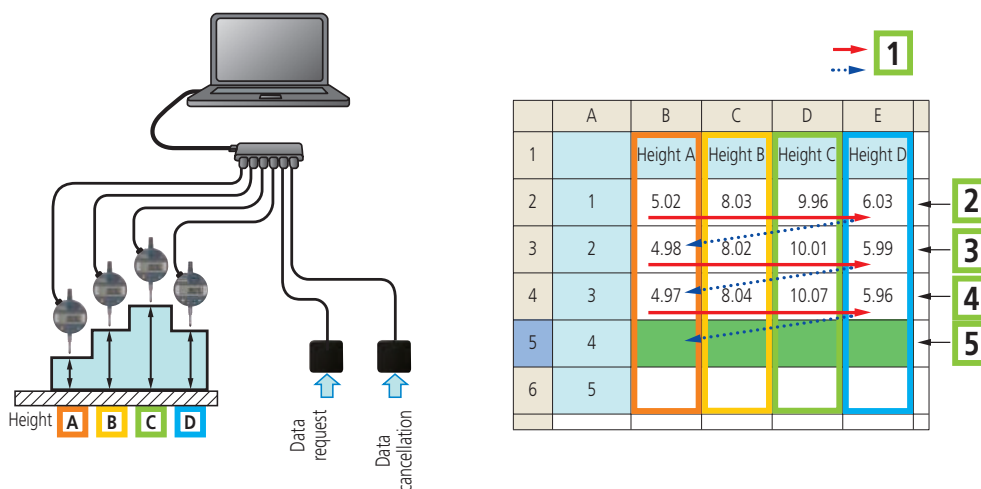 Height
A
B
C
D
Data
request
Data
cancellation
1
A B C D E
1 Height A Height B Height C Height D
2 1 5.02 8.03 9.96 6.03
2
3 2 4.98 8.02 10.01 5.99
3
4 3 4.97 8.04 10.07 5.96
4
5 4
5
6 5